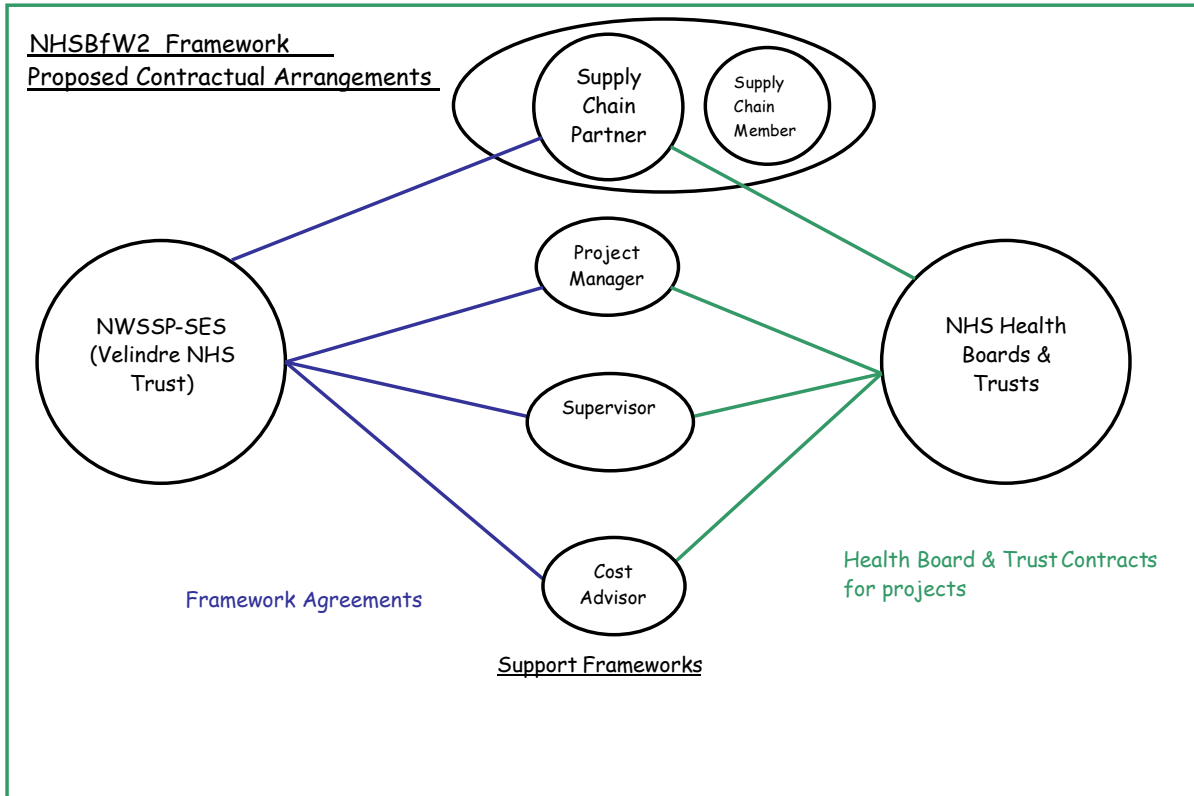 NHSBfW2 Framework
Proposed Contractual Arrangements
Supply
Chain
Partner
Supply
Chain
Member
Project
Manager
NWSSP-SES
(Velindre NHS
Trust)
NHS Health
Boards &
Trusts
Supervisor
Cost
Advisor
Framework Agreements
Health Board & Trust Contracts
for projects
Support Frameworks